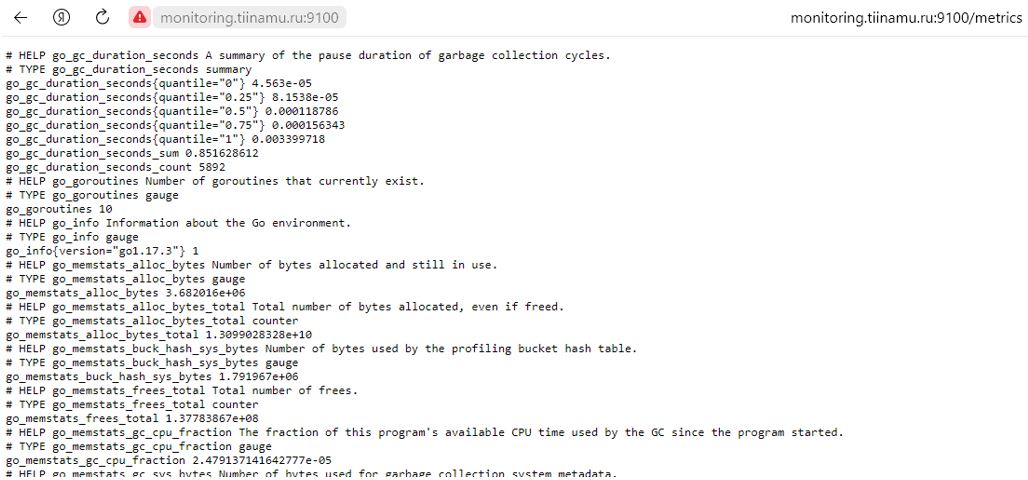 Я monitoring.tiinamu.ru:9100 monitoring.tiinamu.ru:9100/metrics
# HELP go_gc_duration_seconds A summary of the pause duration of garbage collection cycles.
# TYPE go_gc_duration_seconds summary
go_gc_duration_seconds{quantile="0"} 4.563e-05
go_gc_duration_seconds{quantile="0.25"} 8.1538e-05
go_gc_duration_seconds{quantile="0.5"} 0.000118786
go_gc_duration_seconds{quantile="0.75"} 0.000156343
go_gc_duration_seconds{quantile="1"} 0.003399718
go_gc_duration_seconds_sum 0.851628612
go_gc_duration_seconds_count 5892
# HELP go_goroutines Number of goroutines that currently exist.
# TYPE go_goroutines gauge
go_goroutines 10
# HELP go_info Information about the Go environment.
# TYPE go_info gauge
go_info{version="go1.17.3"} 1
# HELP go_memstats_alloc_bytes Number of bytes allocated and still in use.
# TYPE go_memstats_alloc_bytes gauge
go_memstats_alloc_bytes 3.682016e+06
# HELP go_memstats_alloc_bytes_total Total number of bytes allocated, even if freed.
# TYPE go_memstats_alloc_bytes_total counter
go_memstats_alloc_bytes_total 1.3099028328e+10
# HELP go_memstats_buck_hash_sys_bytes Number of bytes used by the profiling bucket hash table.
# TYPE go_memstats_buck_hash_sys_bytes gauge
go_memstats_buck_hash_sys_bytes 1.791967e+06
# HELP go_memstats_frees_total Total number of frees.
# TYPE go_memstats_frees_total counter
go_memstats_frees_total 1.37783867e+08
# HELP go_memstats_gc_cpu_fraction The fraction of this program's available CPU time used by the GC since the program started.
# TYPE go_memstats_gc_cpu_fraction gauge
go_memstats_gc_cpu_fraction 2.479137141642777e-05
# HELP go_memstats_gc_sys_bytes Number of bytes used for garbage collection system metadata.